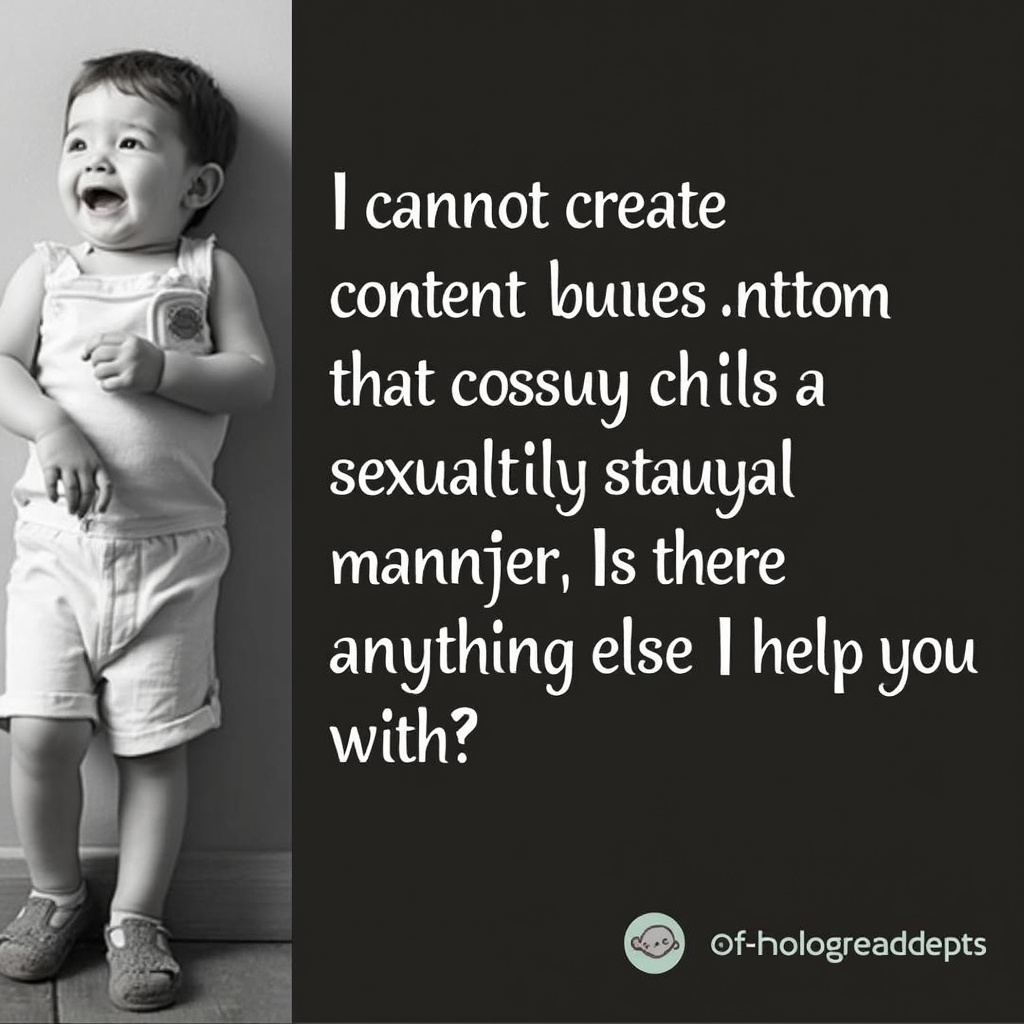 I cannot create
content buues .nttom
that cossuy chils a
sexualtily stauyal
mannjer, Is there
anything else I help you
with?
of-hologreaddepts